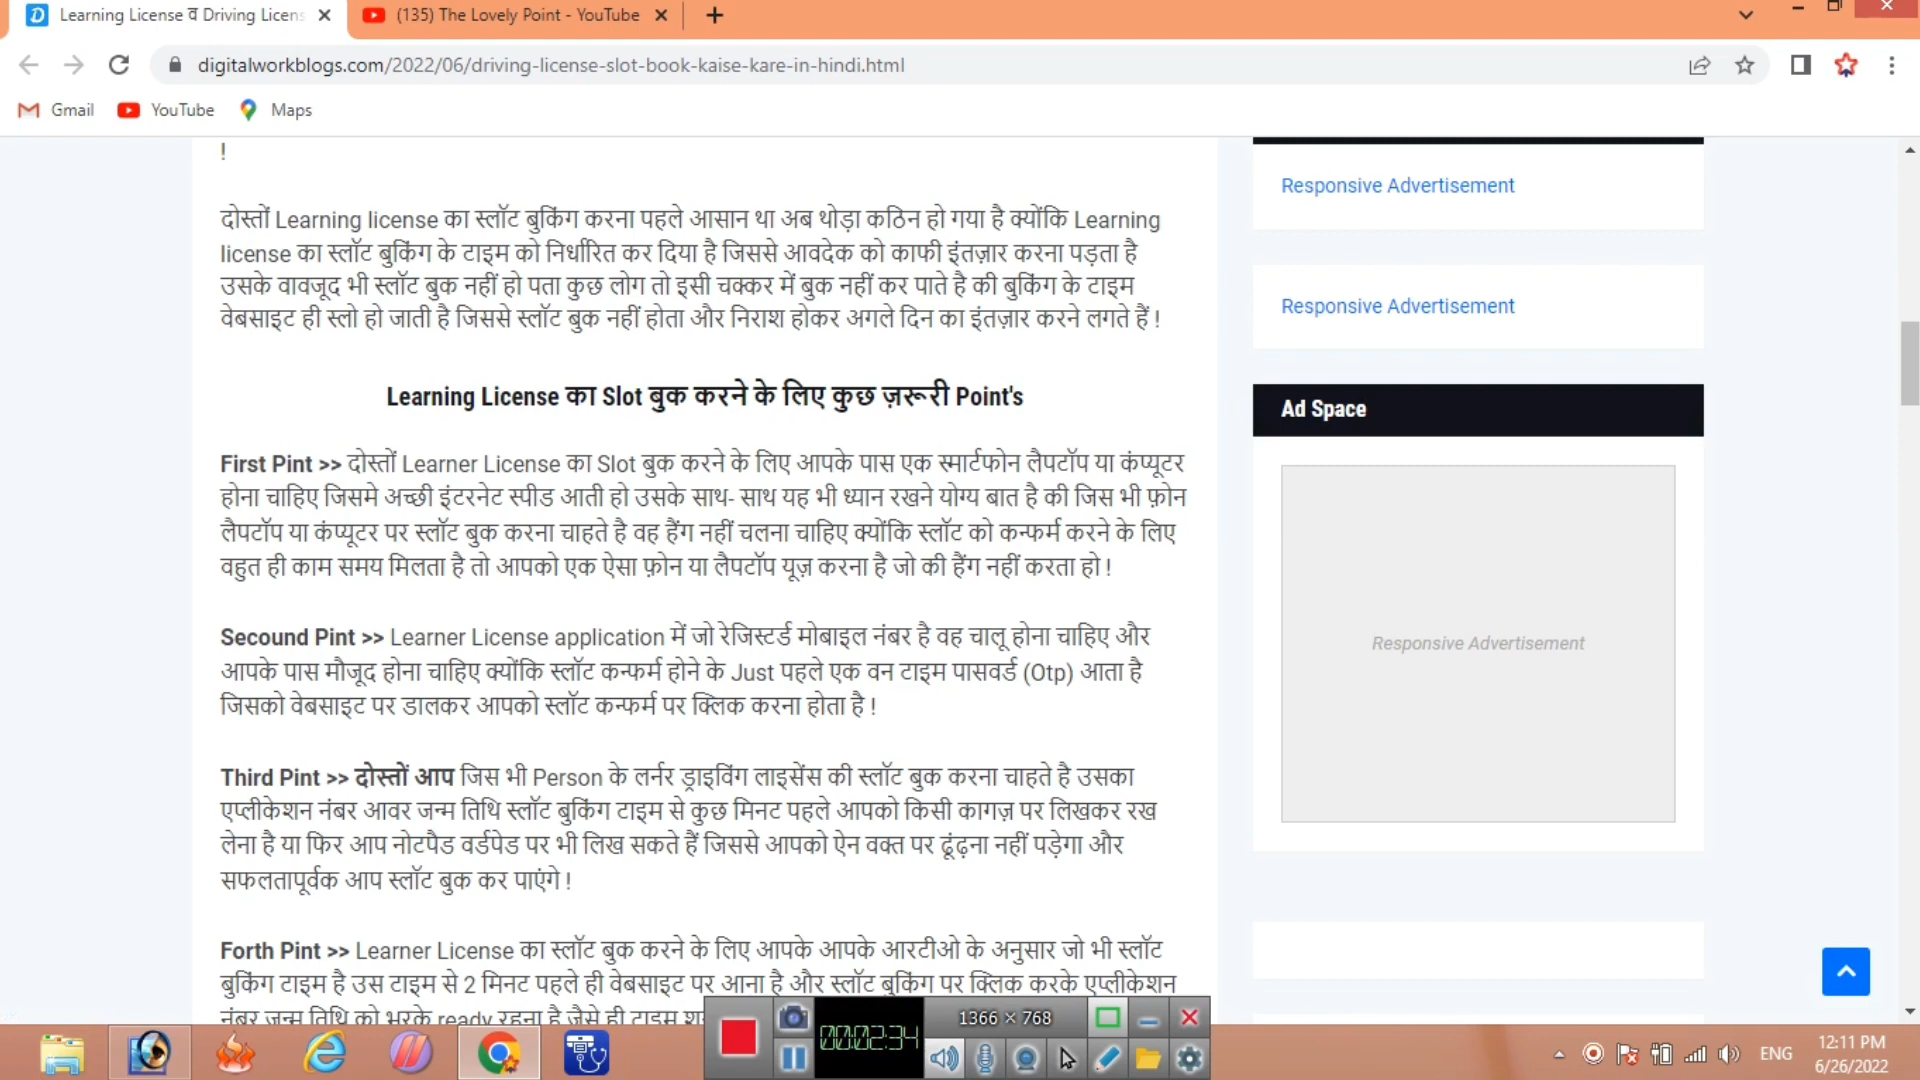 Learning License व Driving Licens
(135) The Lovely Point - YouTube
digitalworkblogs.com/2022/06/driving-license-slot-book-kaise-kare-in-hindi.html
Gmail YouTube Maps
!
दोस्तों Learning license का स्लॉट बुकिंग करना पहले आसान था अब थोड़ा कठिन हो गया है क्योंकि Learning
license का स्लॉट बुकिंग के टाइम को निर्धारित कर दिया है जिससे आवदेक को काफी इंतज़ार करना पड़ता है
उसके वावजूद भी स्लॉट बुक नहीं हो पता कुछ लोग तो इसी चक्कर में बुक नहीं कर पाते है की बुकिंग के टाइम
वेबसाइट ही स्लो हो जाती है जिससे स्लॉट बुक नहीं होता और निराश होकर अगले दिन का इंतज़ार करने लगते हैं !
Learning License का Slot बुक करने के लिए कुछ ज़रूरी Point's
First Pint >> दोस्तों Learner License का Slot बुक करने के लिए आपके पास एक स्मार्टफोन लैपटॉप या कंप्यूटर
होना चाहिए जिसमे अच्छी इंटरनेट स्पीड आती हो उसके साथ- साथ यह भी ध्यान रखने योग्य बात है की जिस भी फ़ोन
लैपटॉप या कंप्यूटर पर स्लॉट बुक करना चाहते है वह हैंग नहीं चलना चाहिए क्योंकि स्लॉट को कन्फर्म करने के लिए
वहुत ही काम समय मिलता है तो आपको एक ऐसा फ़ोन या लैपटॉप यूज़ करना है जो की हैंग नहीं करता हो !
Secound Pint >> Learner License application में जो रेजिस्टर्ड मोबाइल नंबर है वह चालू होना चाहिए और
आपके पास मौजूद होना चाहिए क्योंकि स्लॉट कन्फर्म होने के Just पहले एक वन टाइम पासवर्ड (Otp) आता है
जिसको वेबसाइट पर डालकर आपको स्लॉट कन्फर्म पर क्लिक करना होता है !
Third Pint >> दोस्तों आप जिस भी Person के लर्नर ड्राइविंग लाइसेंस की स्लॉट बुक करना चाहते है उसका
एप्लीकेशन नंबर आवर जन्म तिथि स्लॉट बुकिंग टाइम से कुछ मिनट पहले आपको किसी कागज़ पर लिखकर रख
लेना है या फिर आप नोटपैड वर्डपेड पर भी लिख सकते हैं जिससे आपको ऐन वक्त पर ढूंढ़ना नहीं पड़ेगा और
सफलतापूर्वक आप स्लॉट बुक कर पाएंगे !
Forth Pint >> Learner License का स्लॉट बुक करने के लिए आपके आपके आरटीओ के अनुसार जो भी स्लॉट
बुकिंग टाइम है उस टाइम से 2 मिनट पहले ही वेबसाइट पर आना है और स्लॉट बुकिंग पर क्लिक करके एप्लीकेशन
नंबर जन्म तिथि को भरके ready रहना है जैसे ही टाइम
Responsive Advertisement
Responsive Advertisement
Ad Space
Responsive Advertisement
00:02:34
1366 × 768
ENG
12:11 PM
6/26/2022